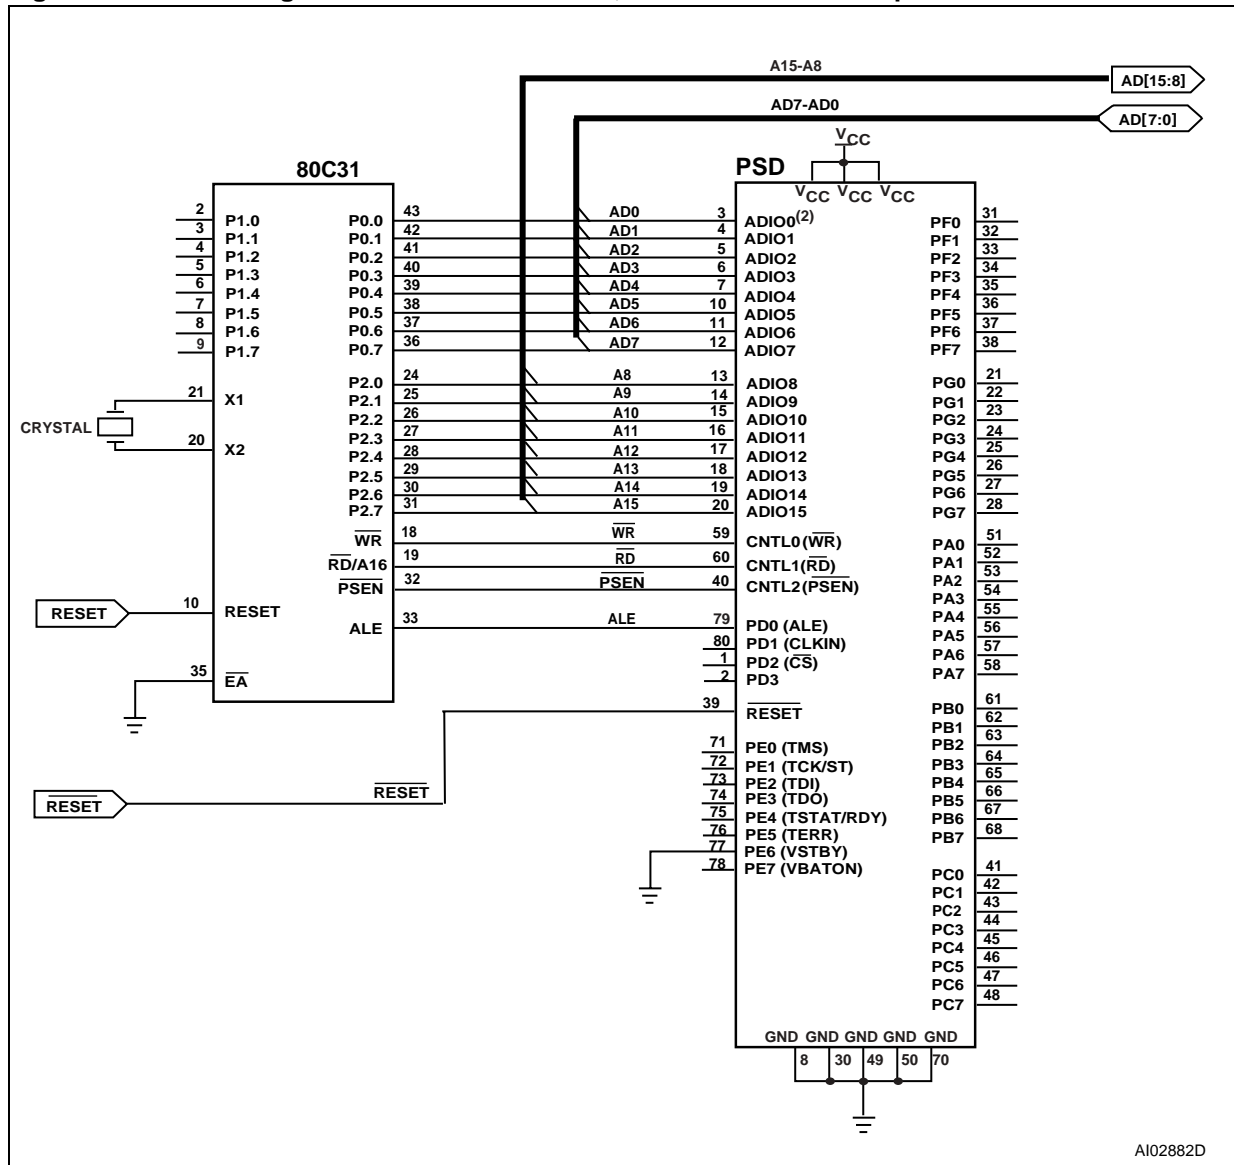 A15-A8
AD[15:8]
AD7-AD0
AD[7:0]
VCC
80C31
PSD
VCC VCC VCC
2 P1.0 P0.0 43 AD0 3 ADIO0(2) PF0 31
3 P1.1 P0.1 42 AD1 4 ADIO1 PF1 32
4 P1.2 P0.2 41 AD2 5 ADIO2 PF2 33
5 P1.3 P0.3 40 AD3 6 ADIO3 PF3 34
6 P1.4 P0.4 39 AD4 7 ADIO4 PF4 35
7 P1.5 P0.5 38 AD5 10 ADIO5 PF5 36
8 P1.6 P0.6 37 AD6 11 ADIO6 PF6 37
9 P1.7 P0.7 36 AD7 12 ADIO7 PF7 38
P2.0 24 A8 13 ADIO8 PG0 21
21 X1 P2.1 25 A9 14 ADIO9 PG1 22
P2.2 26 A10 15 ADIO10 PG2 23
CRYSTAL
P2.3 27 A11 16 ADIO11 PG3 24
20 X2 P2.4 28 A12 17 ADIO12 PG4 25
P2.5 29 A13 18 ADIO13 PG5 26
P2.6 30 A14 19 ADIO14 PG6 27
P2.7 31 A15 20 ADIO15 PG7 28
WR 18 WR 59 CNTL0(WR) PA0 51
RD/A16 19 RD 60 CNTL1(RD) PA1 52
PSEN 32 PSEN 40 CNTL2(PSEN) PA2 53
PA3 54
RESET 10 RESET PA4 55
ALE 33 ALE 79 PD0 (ALE) PA5 56
80 PD1 (CLKIN) PA6 57
1 PD2 (CS) PA7 58
35 EA 2 PD3
39 RESET PB0 61
PB1 62
71 PE0 (TMS) PB2 63
72 PE1 (TCK/ST) PB3 64
73 PE2 (TDI) PB4 65
RESET RESET 74 PE3 (TDO) PB5 66
75 PE4 (TSTAT/RDY) PB6 67
76 PE5 (TERR) PB7 68
77 PE6 (VSTBY)
78 PE7 (VBATON) PC0 41
PC1 42
PC2 43
PC3 44
PC4 45
PC5 46
PC6 47
PC7 48
GND GND GND GND GND
8 30 49 50 70
AI02882D